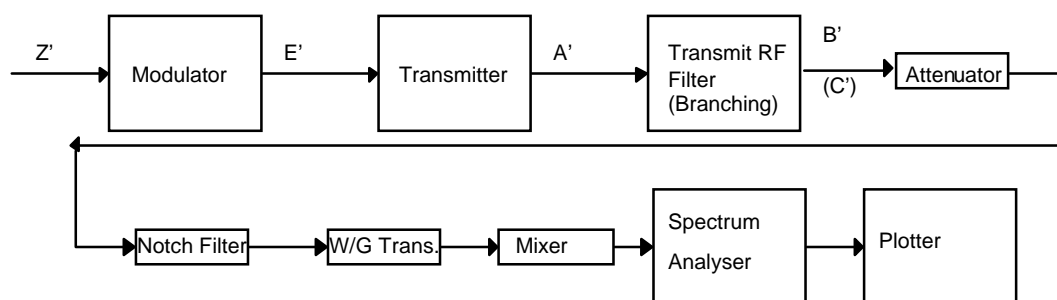 Z’
Modulator
E’
Transmitter
A’
Transmit RF
Filter
(Branching)
B’
(C’)
Attenuator
Notch Filter
W/G Trans.
Mixer
Spectrum
Analyser
Plotter